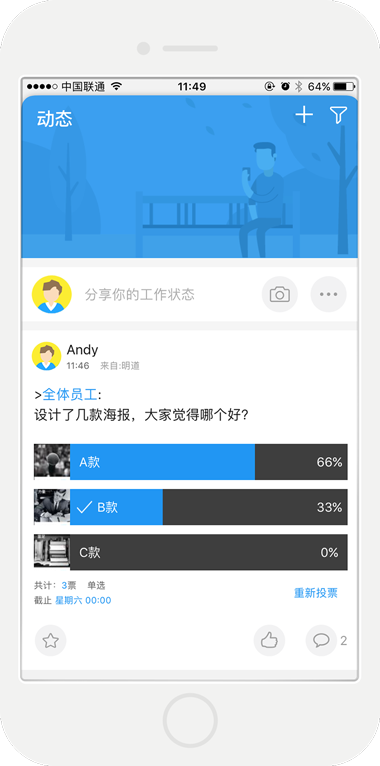 中国联通 11:49 64%
动态
分享你的工作状态
Andy
11:46 来自:明道
>全体员工:
设计了几款海报，大家觉得哪个好?
A款 66%
B款 33%
C款 0%
共计：3票 单选
截止 星期六 00:00
重新投票
2